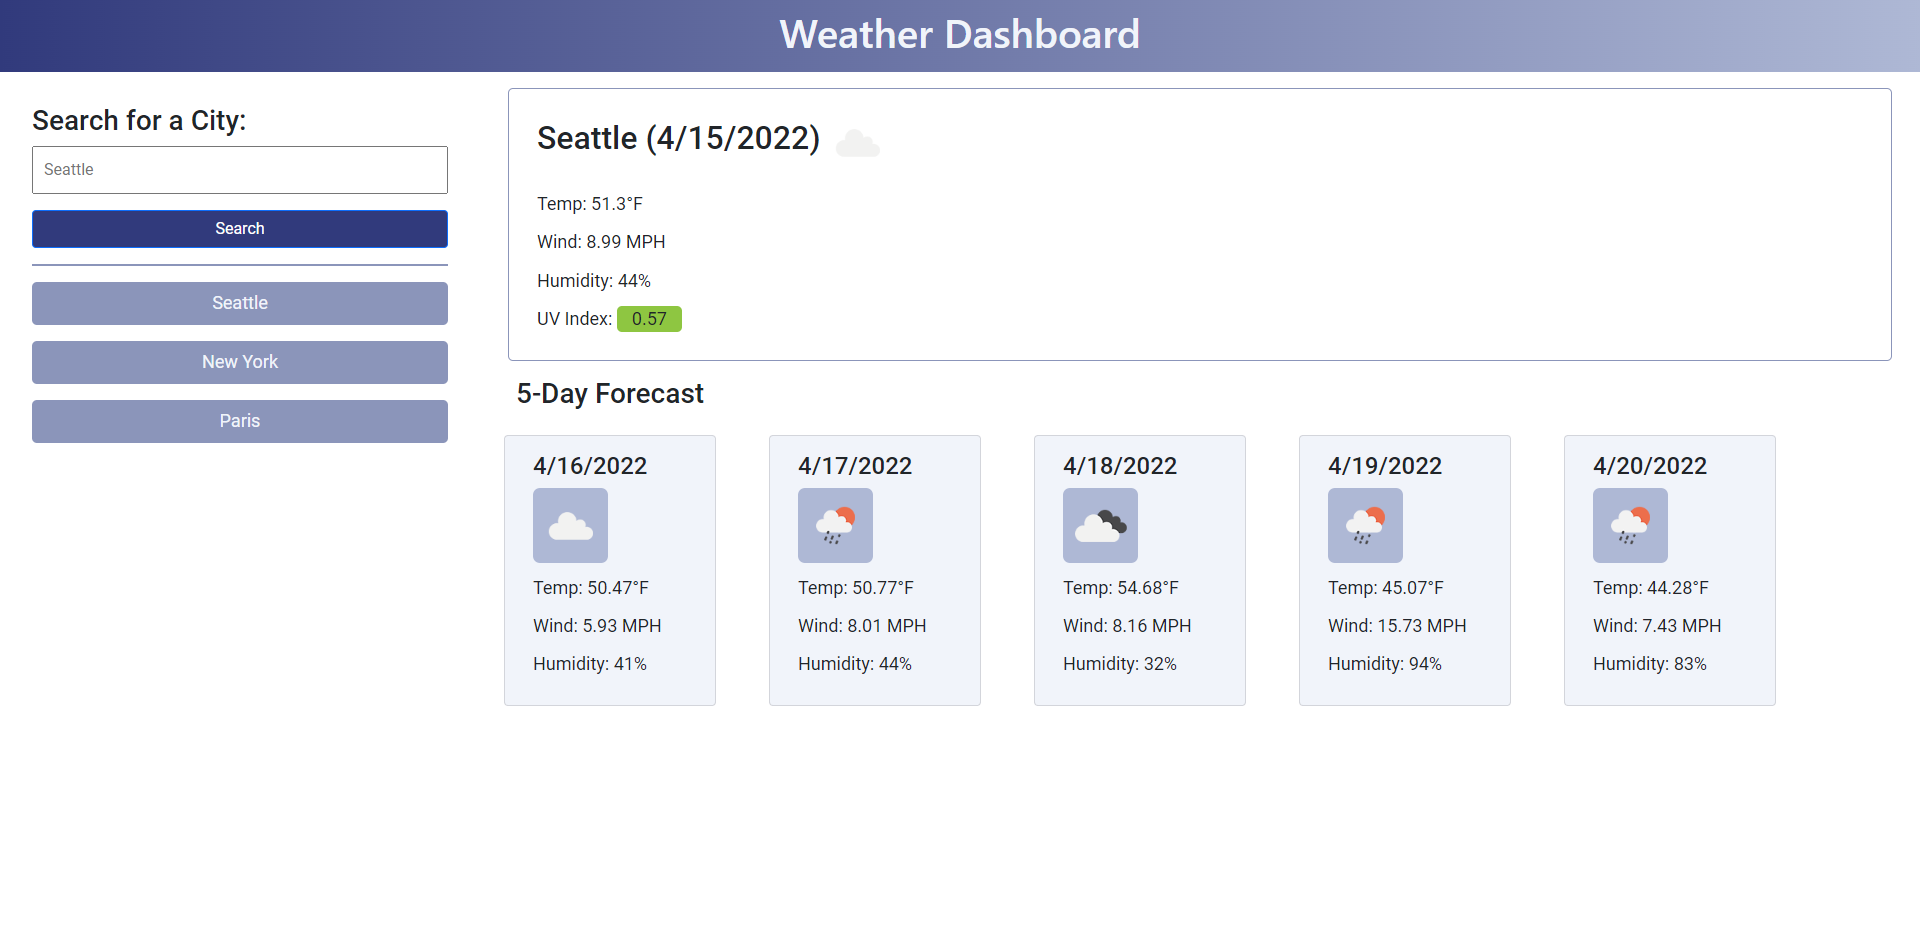 Weather Dashboard
Search for a City:
Seattle
Search
Seattle
New York
Paris
Seattle (4/15/2022)
Temp: 51.3°F
Wind: 8.99 MPH
Humidity: 44%
UV Index: 0.57
5-Day Forecast
4/16/2022
Temp: 50.47°F
Wind: 5.93 MPH
Humidity: 41%
4/17/2022
Temp: 50.77°F
Wind: 8.01 MPH
Humidity: 44%
4/18/2022
Temp: 54.68°F
Wind: 8.16 MPH
Humidity: 32%
4/19/2022
Temp: 45.07°F
Wind: 15.73 MPH
Humidity: 94%
4/20/2022
Temp: 44.28°F
Wind: 7.43 MPH
Humidity: 83%